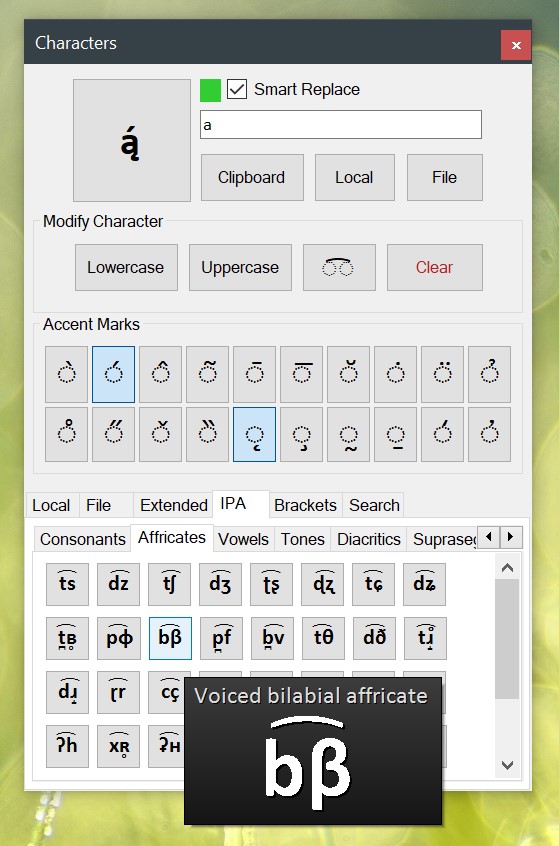 Characters
ą́
Smart Replace
a
Clipboard Local File
Modify Character
Lowercase Uppercase ◌͡◌ Clear
Accent Marks
◌̀ ◌́ ◌̂ ◌̃ ◌̄ ◌̅ ◌̆ ◌̇ ◌̈ ◌̉
◌̊ ◌̋ ◌̌ ◌̏ ◌̨ ◌̡ ◌̰ ◌̱ ◌́ ◌̓
Local File Extended IPA Brackets Search
Consonants Affricates Vowels Tones Diacritics Supraseg
t͡s d͡z t͡ʃ d͡ʒ ʈ͡ʂ ɖ͡ʐ t͡ɕ d͡ʑ
t̪͡ʙ̥ p͡ɸ b͡β p̪͡f b̪͡v t͡θ d͡ð t͡ɹ̝̊
d͡ɹ̝ ɽ͡r c͡ç
ʔ͡h x͡ʀ̥ ʡ͡ʜ
Voiced bilabial affricate
b͡β